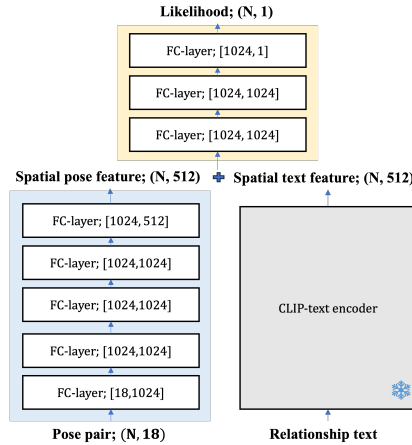 Likelihood; (N, 1)
FC-layer; [1024, 1]
FC-layer; [1024, 1024]
FC-layer; [1024, 1024]
Spatial pose feature; (N, 512) + Spatial text feature; (N, 512)
FC-layer; [1024, 512]
FC-layer; [1024,1024]
FC-layer; [1024,1024]
FC-layer; [1024,1024]
FC-layer; [18,1024]
CLIP-text encoder
Pose pair; (N, 18)
Relationship text